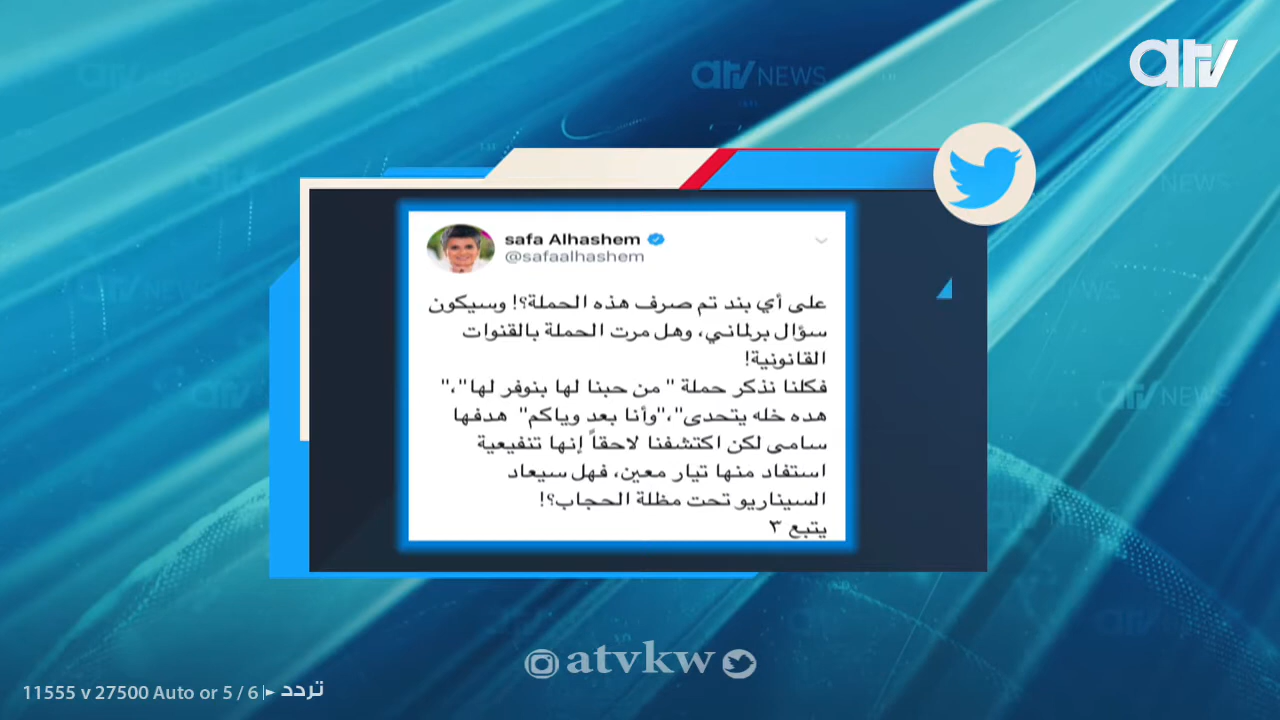 atv
atv NEWS
safa Alhashem
@safaalhashem
على أي بند تم صرف هذه الحملة؟! وسيكون
سؤال برلماني، وهل مرت الحملة بالقنوات
القانونية!
فكلنا نذكر حملة " من حبنا لها بنوفر لها"،"
هده خله يتحدى"،"وأنا بعد وياكم" هدفها
سامى لكن اكتشفنا لاحقاً إنها تنفيعية
استفاد منها تيار معين، فهل سيعاد
السيناريو تحت مظلة الحجاب؟!
يتبع ٣
atvkw
تردد 11555 v 27500 Auto or 5 / 6